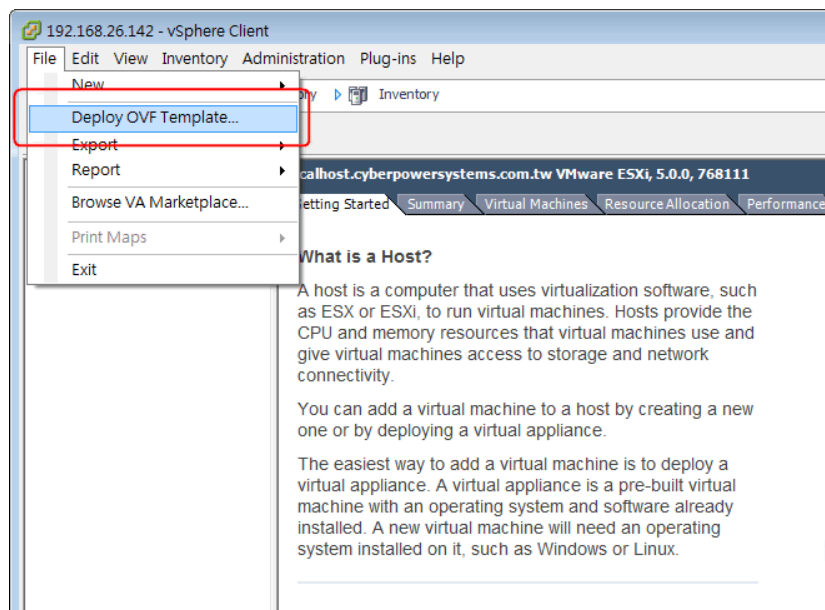 192.168.26.142 - vSphere Client
File Edit View Inventory Administration Plug-ins Help
New
Inventory
Deploy OVF Template...
Export
Report
Browse VA Marketplace...
Print Maps
Exit
calhost.cyberpowersystems.com.tw VMware ESXi, 5.0.0, 768111
etting Started Summary Virtual Machines Resource Allocation Performance
What is a Host?
A host is a computer that uses virtualization software, such
as ESX or ESXi, to run virtual machines. Hosts provide the
CPU and memory resources that virtual machines use and
give virtual machines access to storage and network
connectivity.
You can add a virtual machine to a host by creating a new
one or by deploying a virtual appliance.
The easiest way to add a virtual machine is to deploy a
virtual appliance. A virtual appliance is a pre-built virtual
machine with an operating system and software already
installed. A new virtual machine will need an operating
system installed on it, such as Windows or Linux.